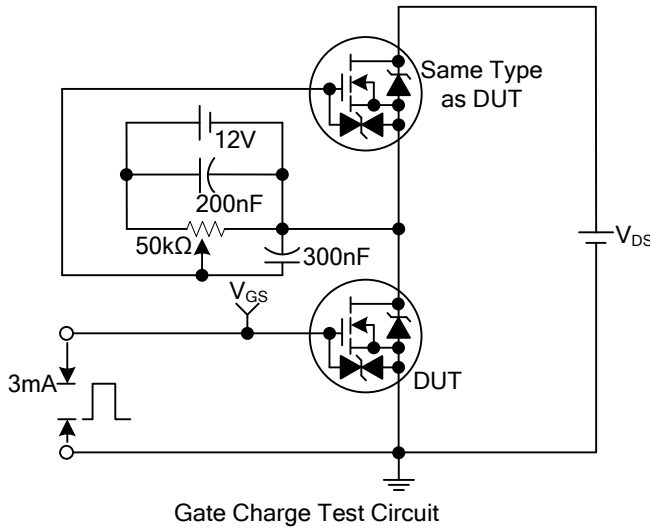 Same Type
as DUT
12V
200nF
50kΩ
300nF
V_DS
V_GS
3mA
DUT
Gate Charge Test Circuit